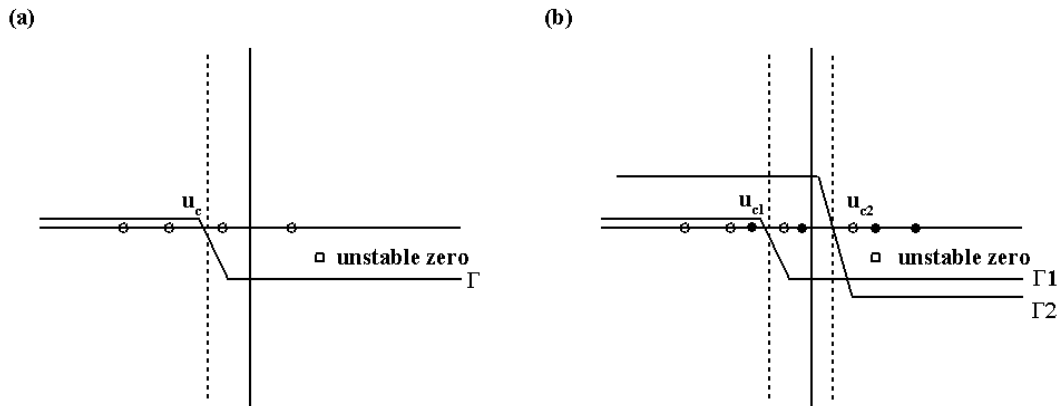 (a)
u_c
unstable zero
Γ
(b)
u_c1
u_c2
unstable zero
Γ1
Γ2